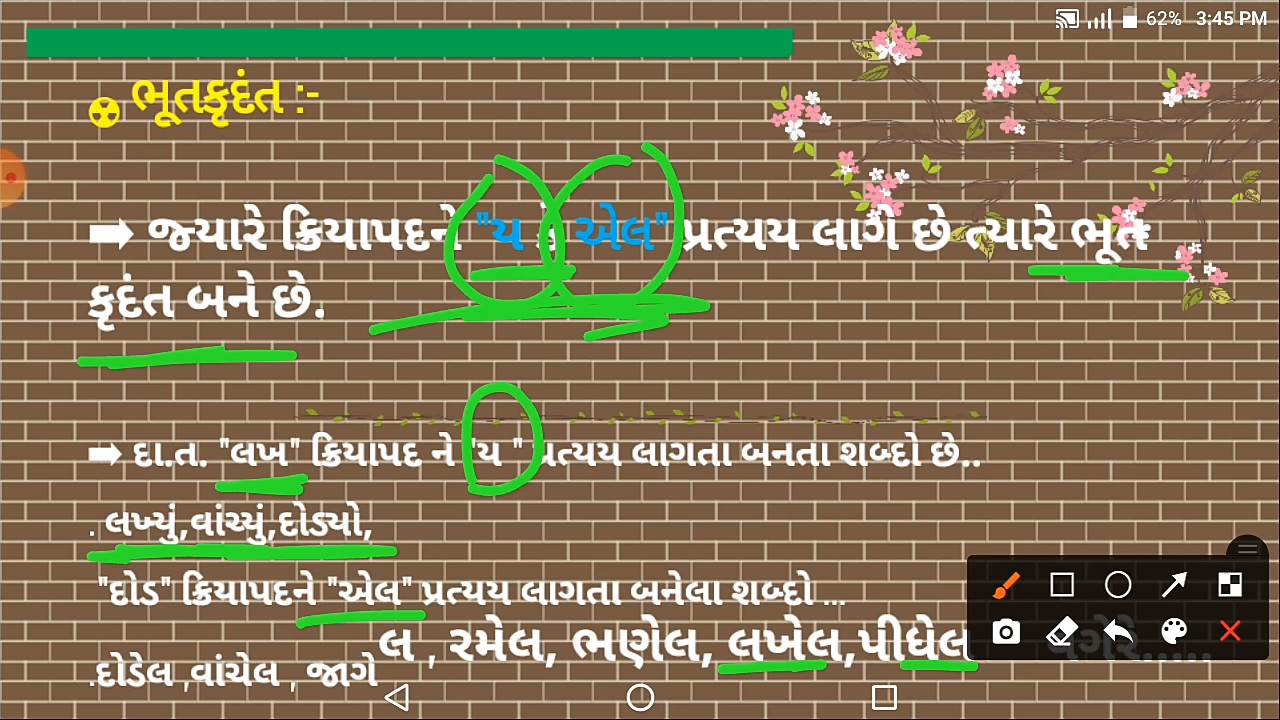 62% 3:45 PM
ભૂતકૃદંત :-
➡ જ્યારે ક્રિયાપદને "ય કે એલ" પ્રત્યય લાગે છે ત્યારે ભૂત
કૃદંત બને છે.
➡ દા.ત. "લખ" ક્રિયાપદ ને "ય " પ્રત્યય લાગતા બનતા શબ્દો છે..
. લખ્યું,વાંચ્યું,દોડ્યો,
"દોડ" ક્રિયાપદને "એલ" પ્રત્યય લાગતા બનેલા શબ્દો ...
.દોડેલ ,વાંચેલ , જાગેલ , રમેલ, ભણેલ, લખેલ,પીધેલ વગેરે.....